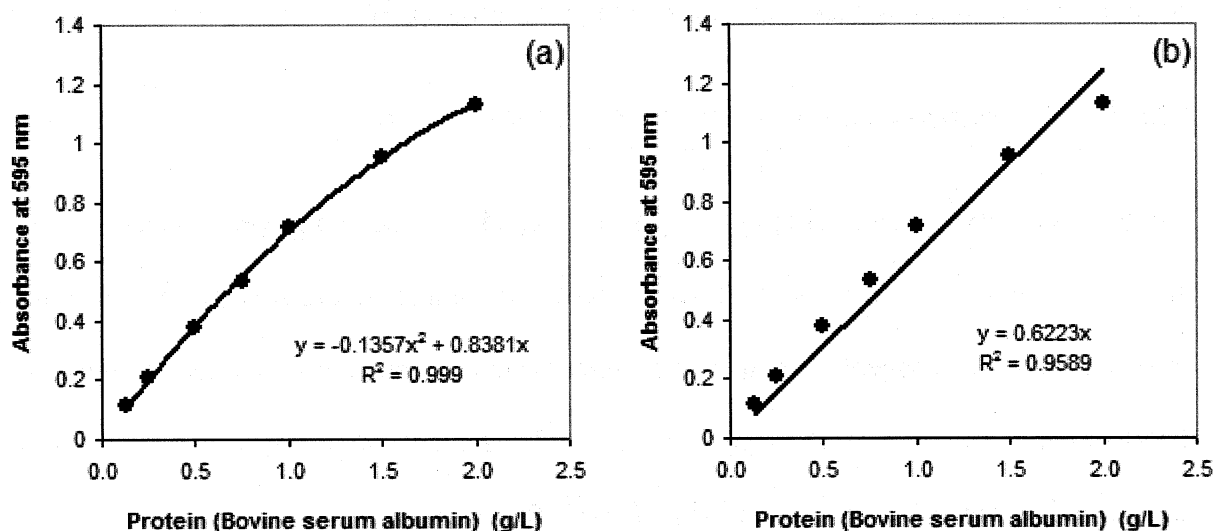 (a)
Absorbance at 595 nm
1.4
1.2
1
0.8
0.6
0.4
0.2
0
y = -0.1357x² + 0.8381x
R² = 0.999
0.0 0.5 1.0 1.5 2.0 2.5
Protein (Bovine serum albumin) (g/L)
(b)
Absorbance at 595 nm
1.4
1.2
1
0.8
0.6
0.4
0.2
0
y = 0.6223x
R² = 0.9589
0.0 0.5 1.0 1.5 2.0 2.5
Protein (Bovine serum albumin) (g/L)